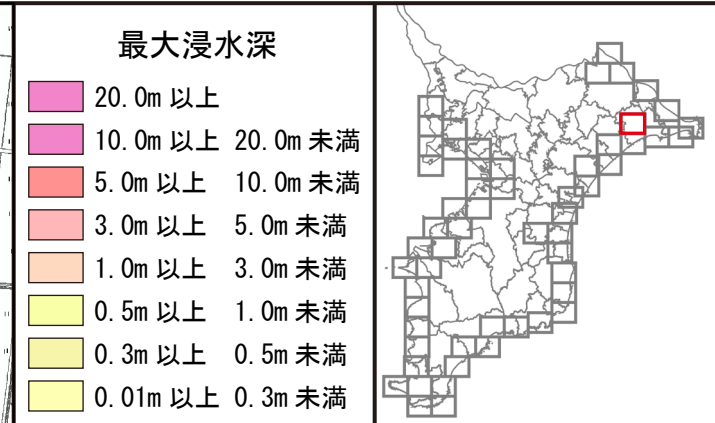 最大浸水深
20.0m 以上
10.0m 以上 20.0m 未満
5.0m 以上 10.0m 未満
3.0m 以上 5.0m 未満
1.0m 以上 3.0m 未満
0.5m 以上 1.0m 未満
0.3m 以上 0.5m 未満
0.01m 以上 0.3m 未満